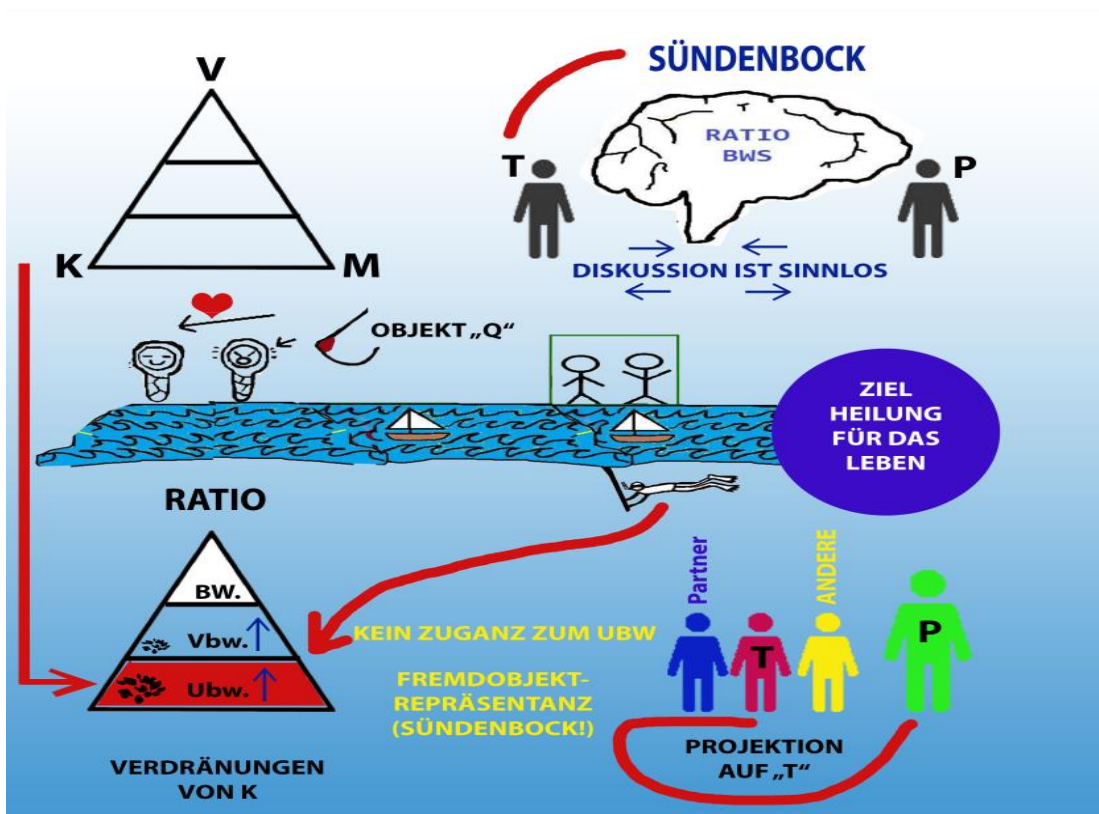 V
K
M
SÜNDENBOCK
T
P
T
RATIO
BWS
DISKUSSION IST SINNLOS
OBJEKT „Q“
ZIEL
HEILUNG
FÜR DAS
LEBEN
RATIO
BW.
Vbw.
Ubw.
VERDRÄNUNGEN
VON K
KEIN ZUGANZ ZUM UBW
FREMDOBJEKT-
REPRÄSENTANZ
(SÜNDENBOCK!)
Partner
ANDERE
T
P
PROJEKTION
AUF „T“